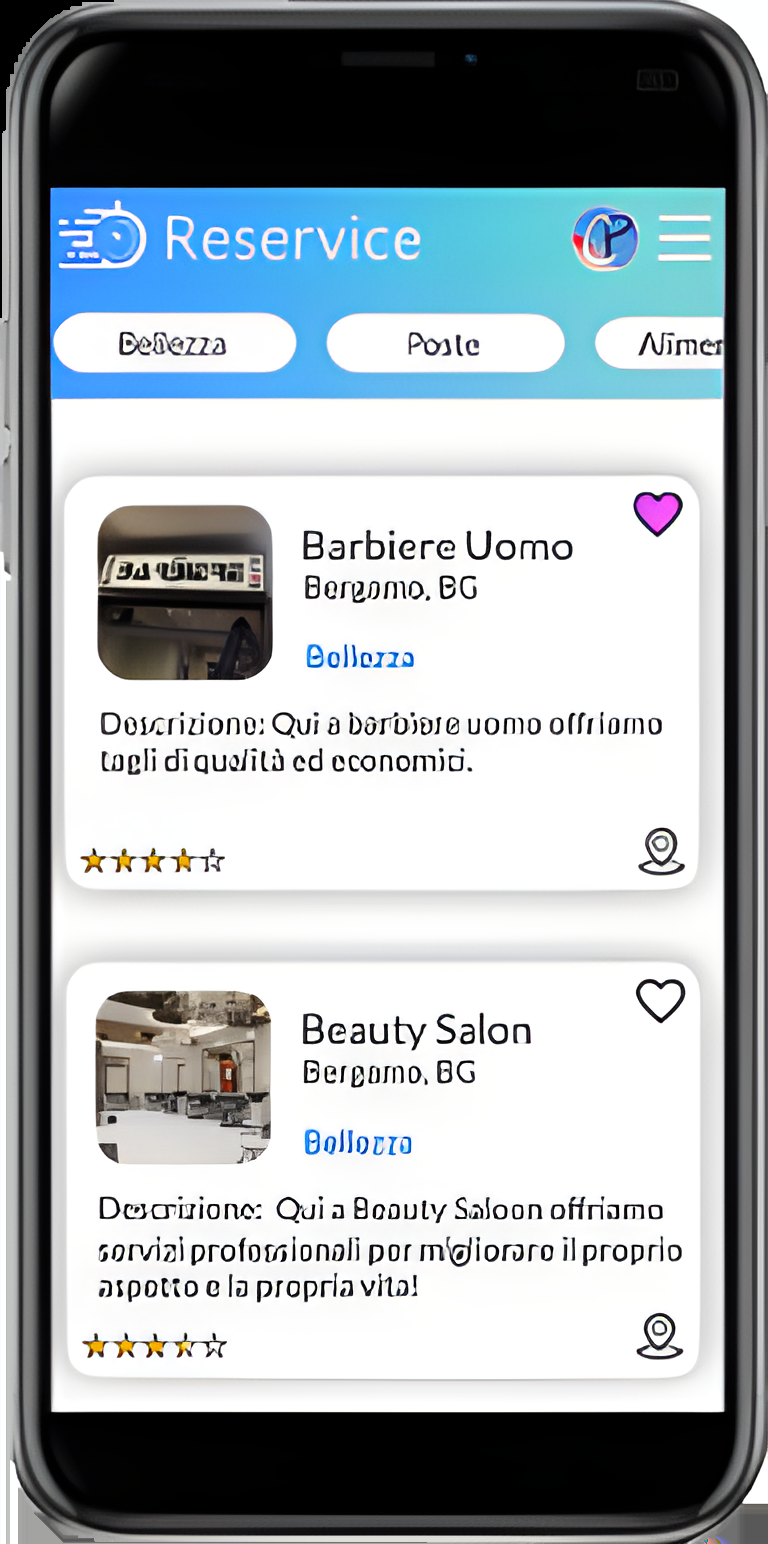 Reservice
Bellezza
Poste
Alimen
Barbiere Uomo
Bergamo, BG
Bellezza
Descrizione: Qui a barbiere uomo offriamo
tagli di qualità ed economici.
Beauty Salon
Bergamo, BG
Bellezza
Descrizione: Qui a Beauty Saloon offriamo
servizi professionali per migliorare il proprio
aspetto e la propria vita!